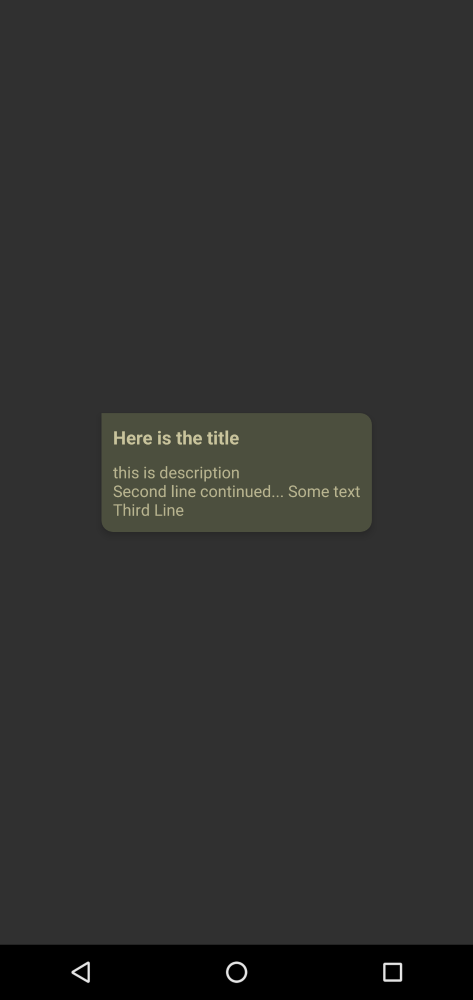 Here is the title
this is description
Second line continued... Some text
Third Line